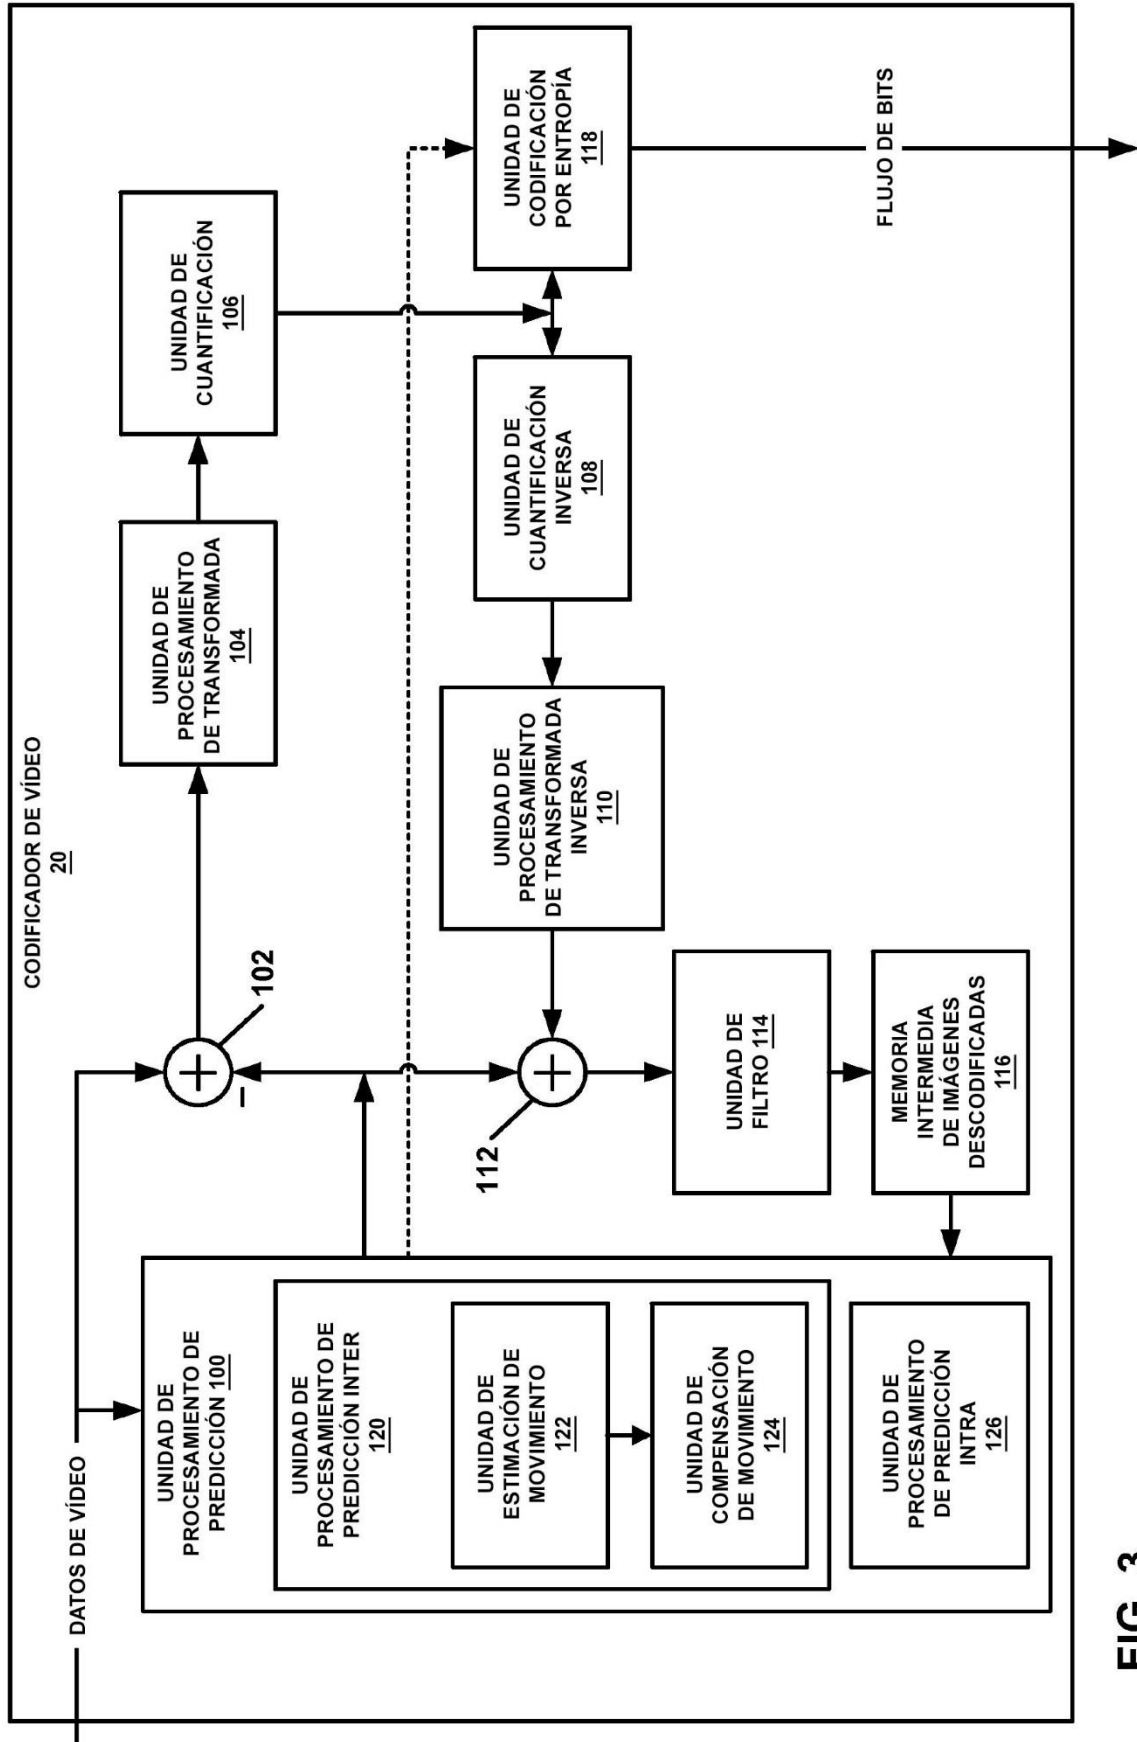 CODIFICADOR DE VÍDEO
20
DATOS DE VÍDEO
UNIDAD DE
PROCESAMIENTO DE
PREDICCIÓN 100
UNIDAD DE
PROCESAMIENTO DE
PREDICCIÓN INTER
120
UNIDAD DE
ESTIMACIÓN DE
MOVIMIENTO
122
UNIDAD DE
COMPENSACIÓN
DE MOVIMIENTO
124
UNIDAD DE
PROCESAMIENTO
DE PREDICCIÓN
INTRA
126
102
–
UNIDAD DE
PROCESAMIENTO
DE TRANSFORMADA
104
UNIDAD DE
CUANTIFICACIÓN
106
112
UNIDAD DE
PROCESAMIENTO
DE TRANSFORMADA
INVERSA
110
UNIDAD DE
CUANTIFICACIÓN
INVERSA
108
UNIDAD DE
CODIFICACIÓN
POR ENTROPÍA
118
UNIDAD DE
FILTRO 114
MEMORIA
INTERMEDIA
DE IMÁGENES
DESCODIFICADAS
116
FLUJO DE BITS
FIG. 3